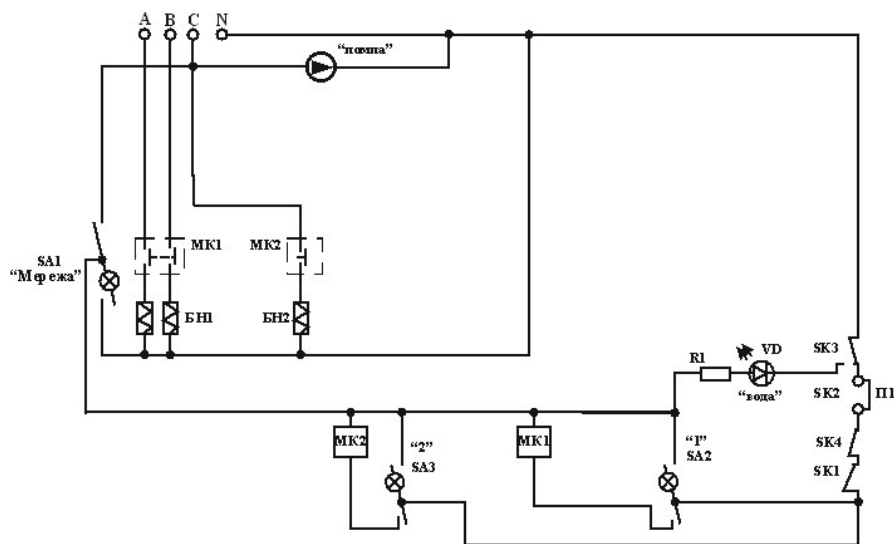 A B C N
“помпа”
МК1
МК2
SA1
“Мережа”
БН1
БН2
R1
VD
SK3
“вода”
SK2
П1
МК2
“2”
SA3
МК1
“1”
SA2
SK4
SK1